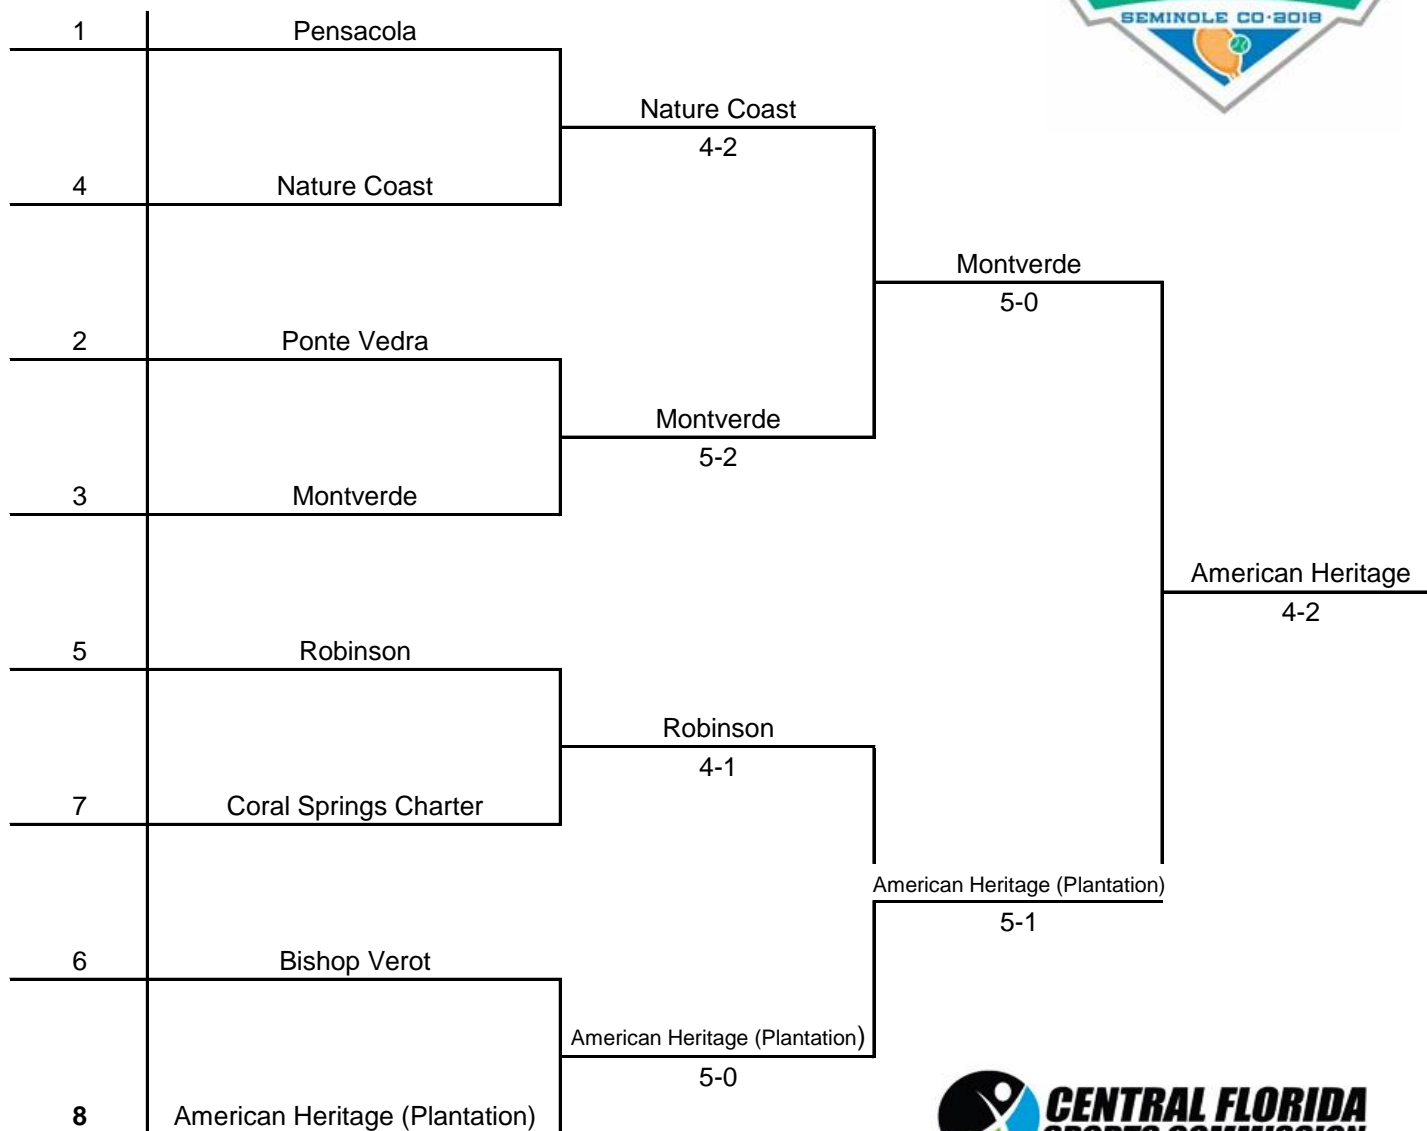 SEMINOLE CO·2018
1 Pensacola
Nature Coast
4-2
4 Nature Coast
Montverde
5-0
2 Ponte Vedra
Montverde
5-2
3 Montverde
American Heritage
4-2
5 Robinson
Robinson
4-1
7 Coral Springs Charter
American Heritage (Plantation)
5-1
6 Bishop Verot
American Heritage (Plantation)
5-0
8 American Heritage (Plantation)
CENTRAL FLORIDA
SPORTS COMMISSION